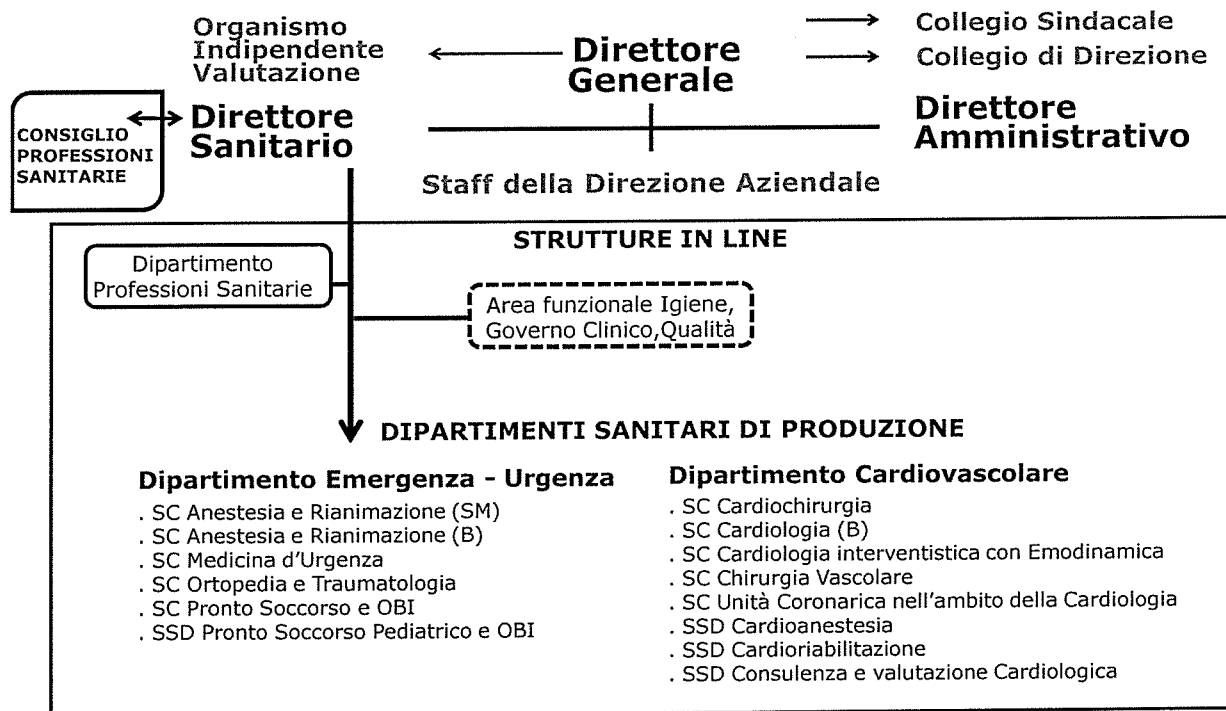 Organismo
Indipendente
Valutazione
Direttore
Generale
Collegio Sindacale
Collegio di Direzione
CONSIGLIO
PROFESSIONI
SANITARIE
Direttore
Sanitario
Direttore
Amministrativo
Staff della Direzione Aziendale
STRUTTURE IN LINE
Dipartimento
Professioni Sanitarie
Area funzionale Igiene,
Governo Clinico,Qualità
DIPARTIMENTI SANITARI DI PRODUZIONE
Dipartimento Emergenza - Urgenza
. SC Anestesia e Rianimazione (SM)
. SC Anestesia e Rianimazione (B)
. SC Medicina d'Urgenza
. SC Ortopedia e Traumatologia
. SC Pronto Soccorso e OBI
. SSD Pronto Soccorso Pediatrico e OBI
Dipartimento Cardiovascolare
. SC Cardiochirurgia
. SC Cardiologia (B)
. SC Cardiologia interventistica con Emodinamica
. SC Chirurgia Vascolare
. SC Unità Coronarica nell'ambito della Cardiologia
. SSD Cardioanestesia
. SSD Cardioriabilitazione
. SSD Consulenza e valutazione Cardiologica